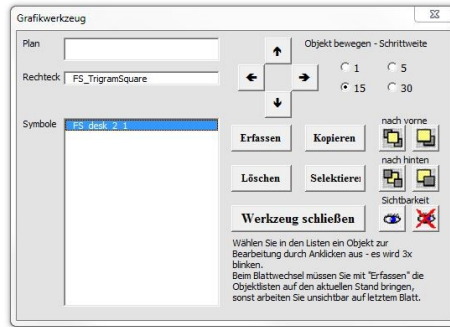 Grafikwerkzeug
Plan
Objekt bewegen - Schrittweite
1
5
Rechteck
FS_TrigramSquare
15
30
Symbole
FS_desk_2_1
nach vorne
Erfassen
Kopieren
nach hinten
Löschen
Selektieren
Sichtbarkeit
Werkzeug schließen
Wählen Sie in den Listen ein Objekt zur
Bearbeitung durch Anklicken aus - es wird 3x
blinken.
Beim Blattwechsel müssen Sie mit "Erfassen" die
Objektlisten auf den aktuellen Stand bringen,
sonst arbeiten Sie unsichtbar auf letztem Blatt.